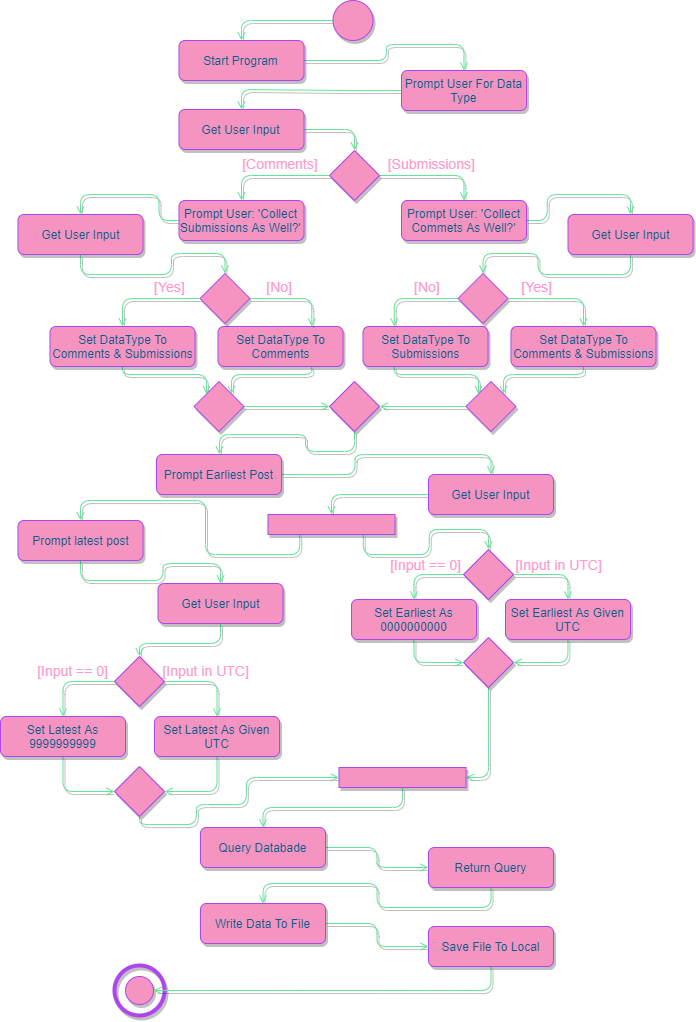 Start Program
Prompt User For Data
Type
Get User Input
[Comments]
[Submissions]
Prompt User: 'Collect
Submissions As Well?'
Prompt User: 'Collect
Commets As Well?'
Get User Input
Get User Input
[Yes]
[No]
[No]
[Yes]
Set DataType To
Comments & Submissions
Set DataType To
Comments
Set DataType To
Submissions
Set DataType To
Comments & Submissions
Prompt Earliest Post
Get User Input
Prompt latest post
[Input == 0]
[Input in UTC]
Get User Input
Set Earliest As
0000000000
Set Earliest As Given
UTC
[Input == 0]
[Input in UTC]
Set Latest As
9999999999
Set Latest As Given
UTC
Query Databade
Return Query
Write Data To File
Save File To Local